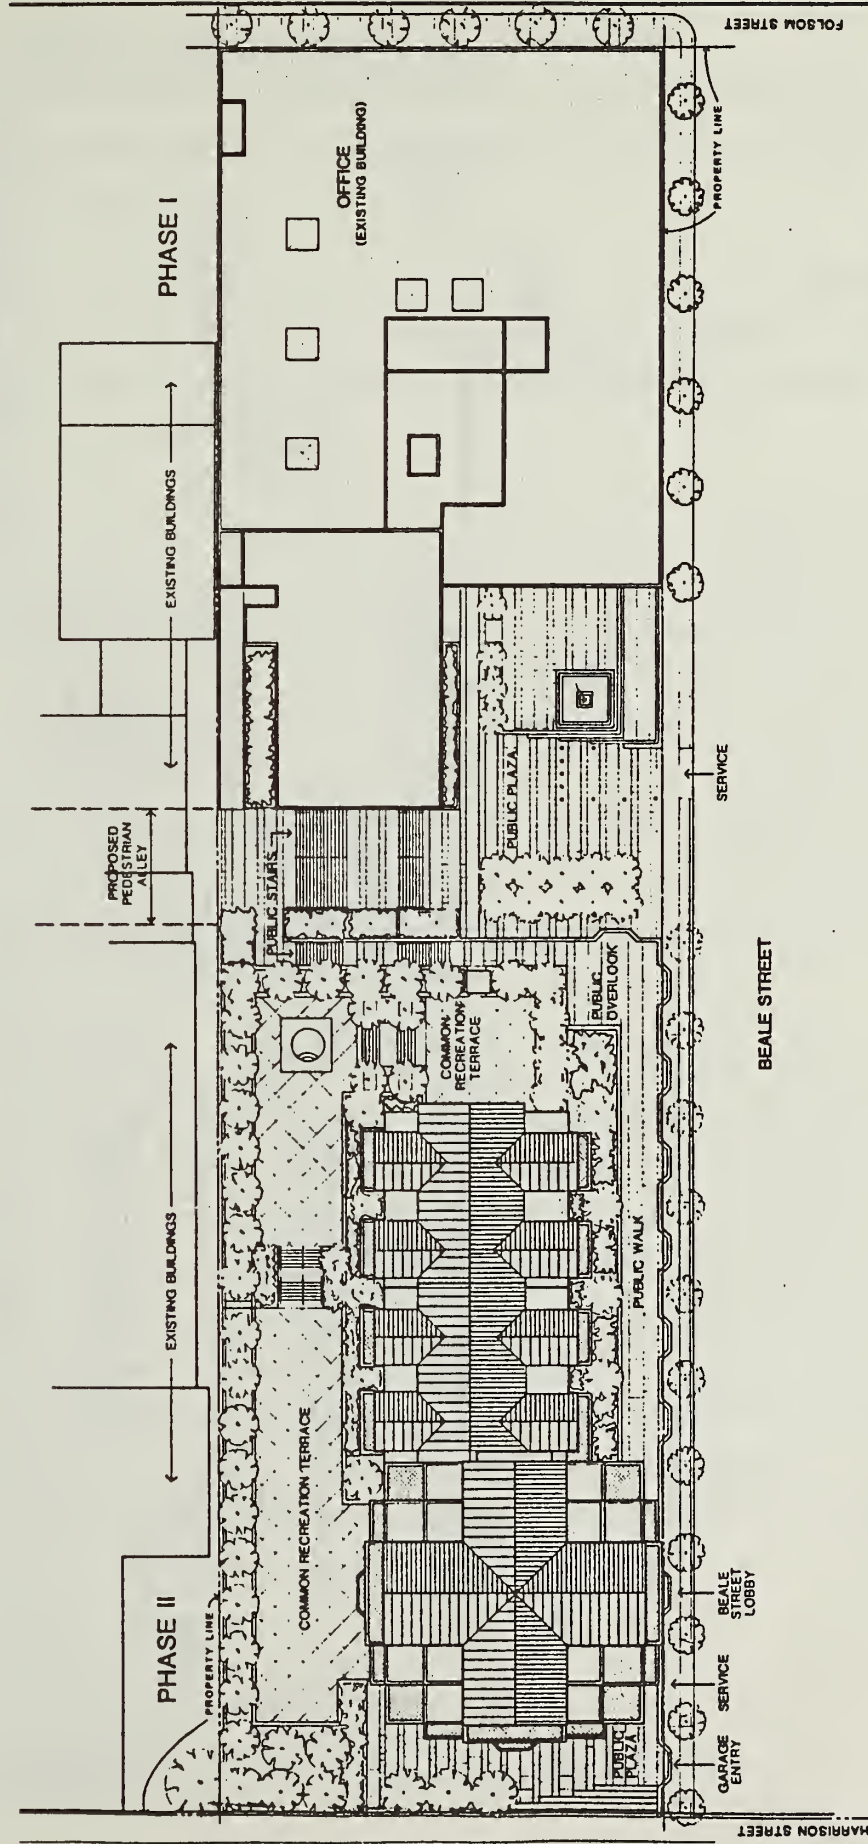 FOLSOM STREET
PHASE I
OFFICE
(EXISTING BUILDING)
PROPERTY LINE
EXISTING BUILDINGS
PROPOSED
PEDESTRIAN
ALLEY
PUBLIC STAIRS
PUBLIC PLAZA
SERVICE
PUBLIC
OVERLOOK
COMMON
RECREATION
TERRACE
BEALE STREET
EXISTING BUILDINGS
PUBLIC WALK
COMMON RECREATION TERRACE
PHASE II
PROPERTY LINE
BEALE
STREET
LOBBY
SERVICE
PUBLIC
PLAZA
GARAGE
ENTRY
HARRISON STREET